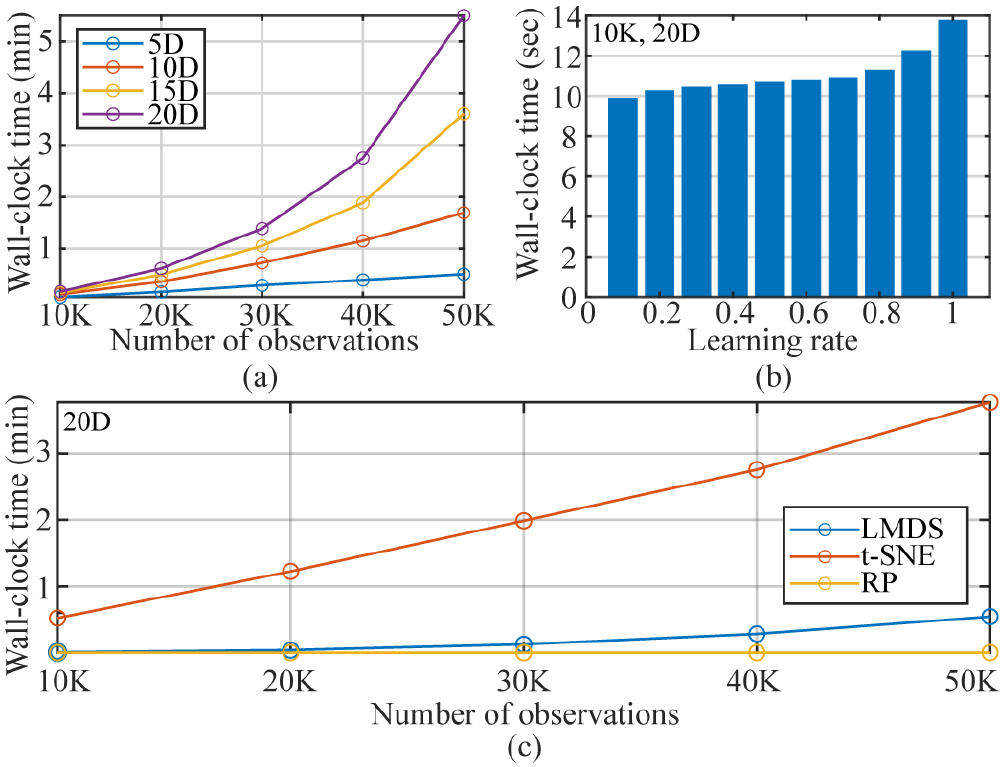 Wall-clock time (min)
5
4
3
2
1
5D
10D
15D
20D
10K 20K 30K 40K 50K
Number of observations
(a)
Wall-clock time (sec)
14
12
10
8
6
4
2
0
10K, 20D
0 0.2 0.4 0.6 0.8 1
Learning rate
(b)
Wall-clock time (min)
3
2
1
20D
LMDS
t-SNE
RP
10K 20K 30K 40K 50K
Number of observations
(c)